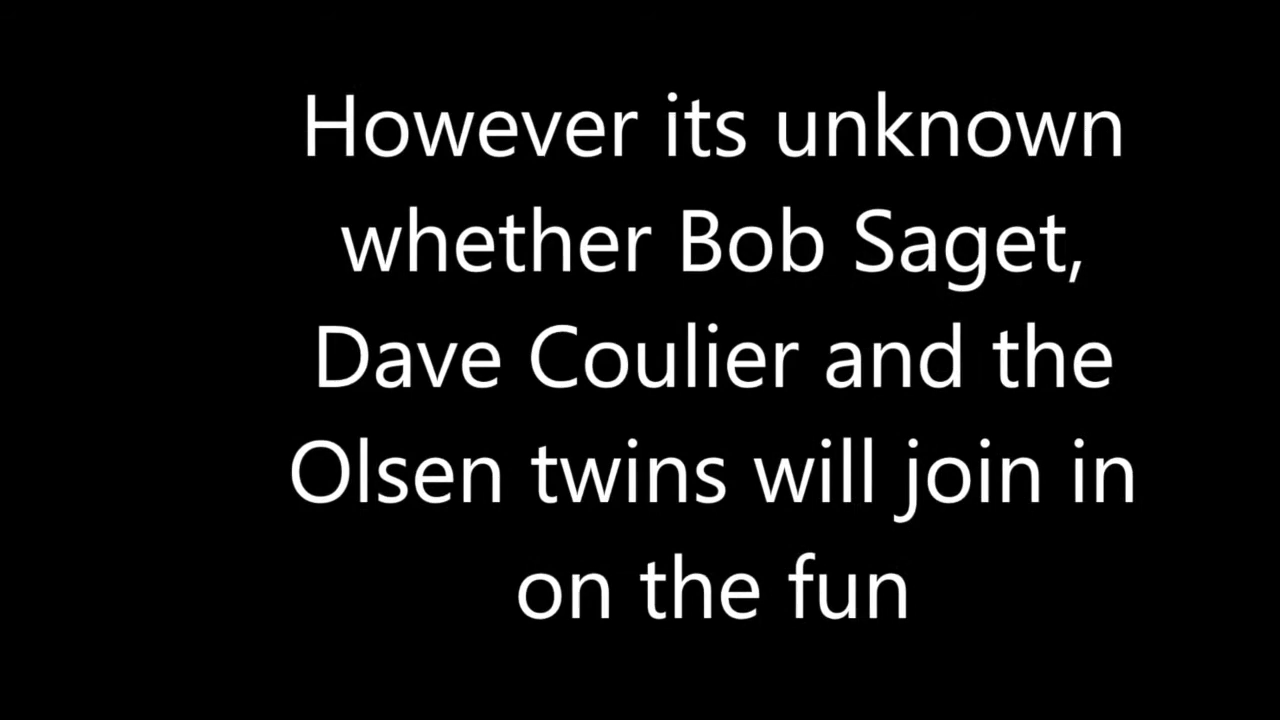 However its unknown
whether Bob Saget,
Dave Coulier and the
Olsen twins will join in
on the fun